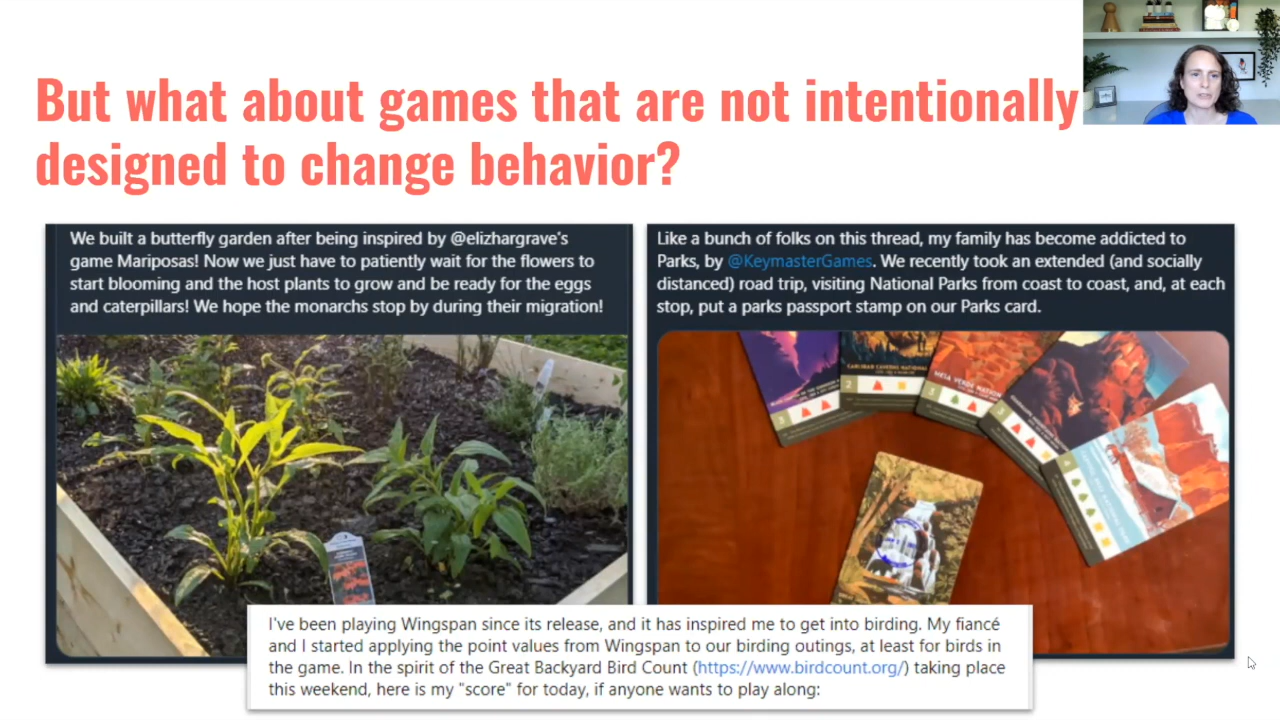 But what about games that are not intentionally
designed to change behavior?
We built a butterfly garden after being inspired by @elizhargrave's
game Mariposas! Now we just have to patiently wait for the flowers to
start blooming and the host plants to grow and be ready for the eggs
and caterpillars! We hope the monarchs stop by during their migration!
Like a bunch of folks on this thread, my family has become addicted to
Parks, by @KeymasterGames. We recently took an extended (and socially
distanced) road trip, visiting National Parks from coast to coast, and, at each
stop, put a parks passport stamp on our Parks card.
I've been playing Wingspan since its release, and it has inspired me to get into birding. My fiancé
and I started applying the point values from Wingspan to our birding outings, at least for birds in
the game. In the spirit of the Great Backyard Bird Count (https://www.birdcount.org/) taking place
this weekend, here is my "score" for today, if anyone wants to play along: